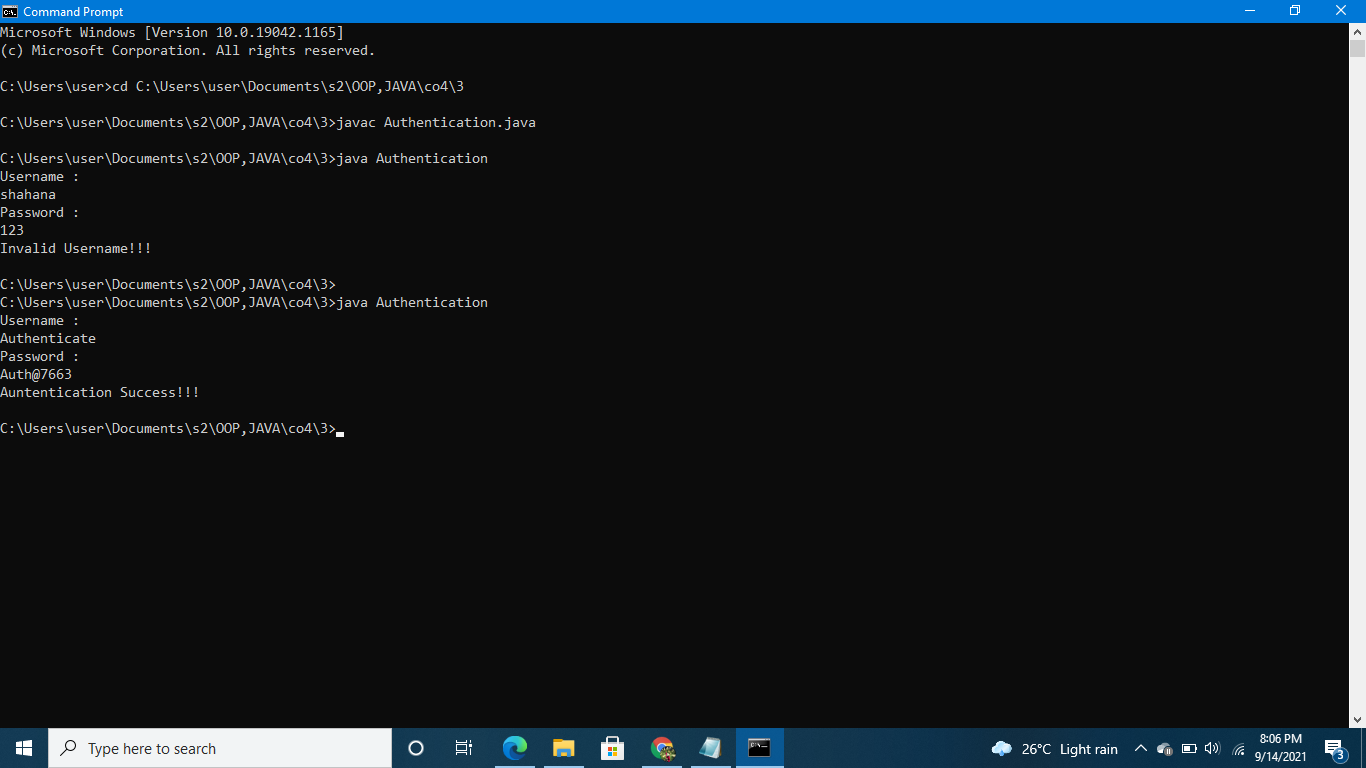 Command Prompt
Microsoft Windows [Version 10.0.19042.1165]
(c) Microsoft Corporation. All rights reserved.
C:\Users\user>cd C:\Users\user\Documents\s2\OOP,JAVA\co4\3
C:\Users\user\Documents\s2\OOP,JAVA\co4\3>javac Authentication.java
C:\Users\user\Documents\s2\OOP,JAVA\co4\3>java Authentication
Username :
shahana
Password :
123
Invalid Username!!!
C:\Users\user\Documents\s2\OOP,JAVA\co4\3>
C:\Users\user\Documents\s2\OOP,JAVA\co4\3>java Authentication
Username :
Authenticate
Password :
Auth@7663
Auntentication Success!!!
C:\Users\user\Documents\s2\OOP,JAVA\co4\3>
Type here to search
26°C Light rain
8:06 PM
9/14/2021
3